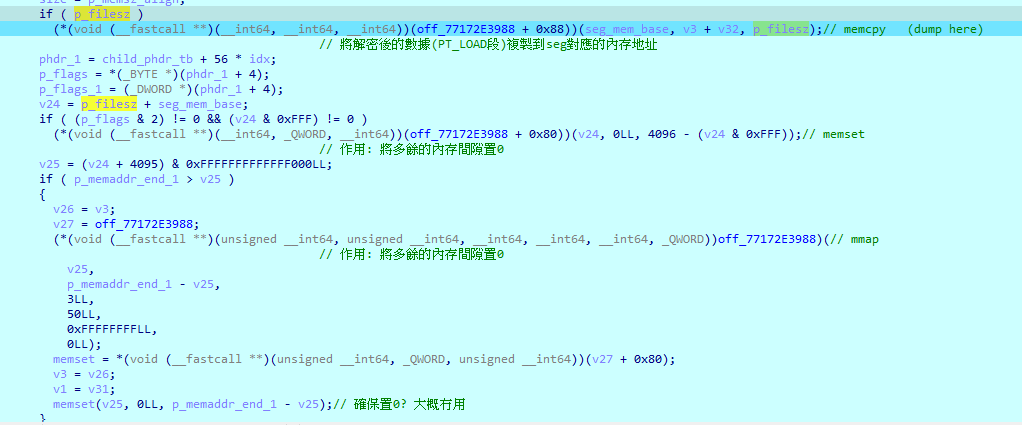 size = p_memsz_align;
if ( p_filesz )
(*(void (__fastcall **)(__int64, __int64, __int64))(off_77172E3988 + 0x88))(seg_mem_base, v3 + v32, p_filesz);// memcpy (dump here)
// 將解密後的數據(PT_LOAD段)複製到seg對應的內存地址
phdr_1 = child_phdr_tb + 56 * idx;
p_flags = *(_BYTE *)(phdr_1 + 4);
p_flags_1 = (_DWORD *)(phdr_1 + 4);
v24 = p_filesz + seg_mem_base;
if ( (p_flags & 2) != 0 && (v24 & 0xFFF) != 0 )
(*(void (__fastcall **)(__int64, _QWORD, __int64))(off_77172E3988 + 0x80))(v24, 0LL, 4096 - (v24 & 0xFFF));// memset
// 作用: 將多餘的內存間隙置0
v25 = (v24 + 4095) & 0xFFFFFFFFFFFFF000LL;
if ( p_memaddr_end_1 > v25 )
{
v26 = v3;
v27 = off_77172E3988;
(*(void (__fastcall **)(unsigned __int64, unsigned __int64, __int64, __int64, __int64, _QWORD))off_77172E3988)(// mmap
// 作用: 將多餘的內存間隙置0
v25,
p_memaddr_end_1 - v25,
3LL,
50LL,
0xFFFFFFFFLL,
0LL);
memset = *(void (__fastcall **)(unsigned __int64, _QWORD, unsigned __int64))(v27 + 0x80);
v3 = v26;
v1 = v31;
memset(v25, 0LL, p_memaddr_end_1 - v25);// 確保置0? 大概冇用
}